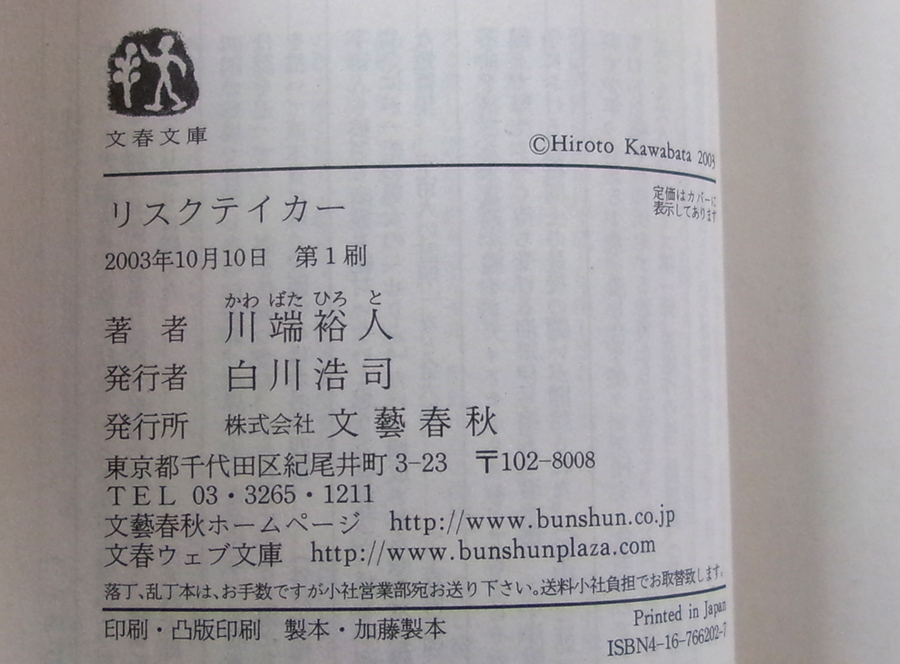 文春文庫
©Hiroto Kawabata 2003
定価はカバーに
表示してあります
リスクテイカー
2003年10月10日　第1刷
かわ ばた ひろ と
著　者　川端裕人
発行者　白川浩司
発行所　株式会社 文藝春秋
東京都千代田区紀尾井町 3-23　〒102-8008
TEL 03・3265・1211
文藝春秋ホームページ　http://www.bunshun.co.jp
文春ウェブ文庫　http://www.bunshunplaza.com
落丁、乱丁本は、お手数ですが小社営業部宛お送り下さい。送料小社負担でお取替致します。
印刷・凸版印刷　製本・加藤製本
Printed in Japan
ISBN4-16-766202-7